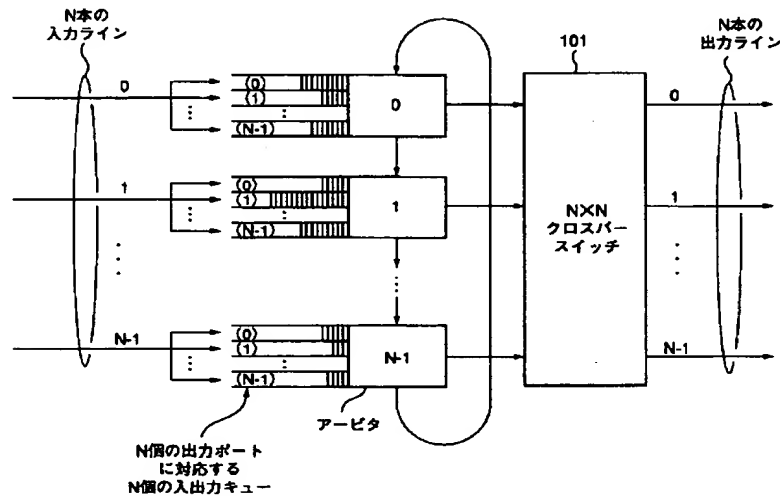 N本の
入力ライン
101
N本の
出力ライン
0
(0)
(1)
(N-1)
0
0
1
(0)
(1)
(N-1)
1
N×N
クロスバー
スイッチ
1
N-1
(0)
(1)
(N-1)
N-1
N-1
アービタ
N個の出力ポート
に対応する
N個の入出力キュー